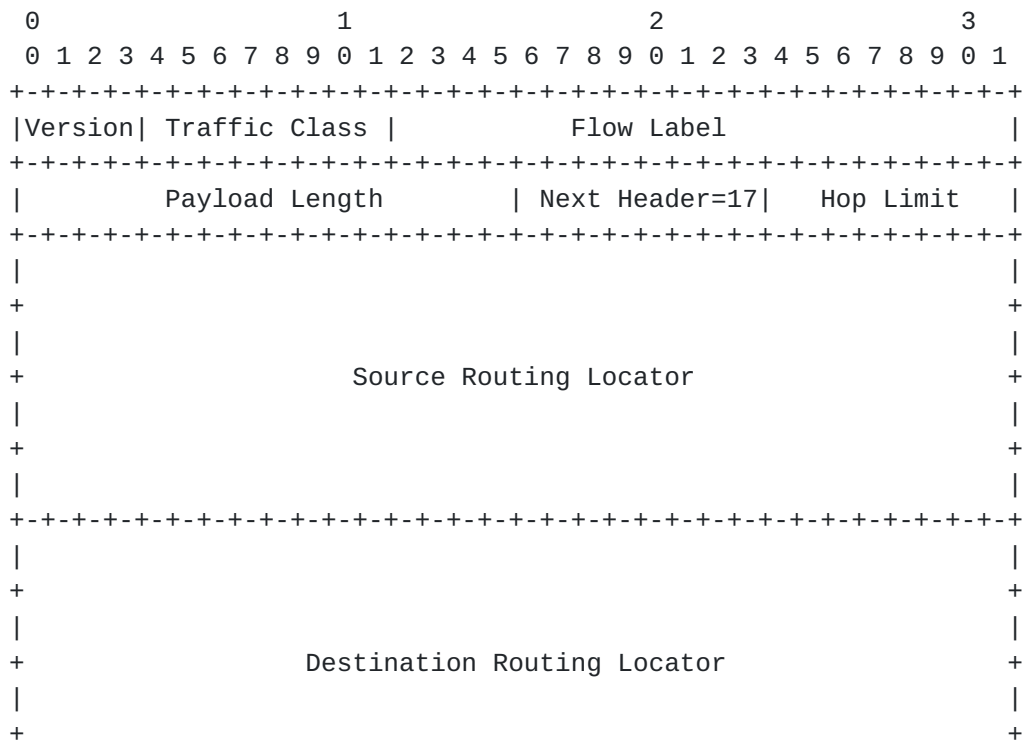 0                   1                   2                   3
 0 1 2 3 4 5 6 7 8 9 0 1 2 3 4 5 6 7 8 9 0 1 2 3 4 5 6 7 8 9 0 1
+-+-+-+-+-+-+-+-+-+-+-+-+-+-+-+-+-+-+-+-+-+-+-+-+-+-+-+-+-+-+-+-+
|Version| Traffic Class |           Flow Label                  |
+-+-+-+-+-+-+-+-+-+-+-+-+-+-+-+-+-+-+-+-+-+-+-+-+-+-+-+-+-+-+-+-+
|         Payload Length        | Next Header=17|   Hop Limit   |
+-+-+-+-+-+-+-+-+-+-+-+-+-+-+-+-+-+-+-+-+-+-+-+-+-+-+-+-+-+-+-+-+
|                                                               |
+                                                               +
|                                                               |
+                     Source Routing Locator                    +
|                                                               |
+                                                               +
|                                                               |
+-+-+-+-+-+-+-+-+-+-+-+-+-+-+-+-+-+-+-+-+-+-+-+-+-+-+-+-+-+-+-+-+
|                                                               |
+                                                               +
|                                                               |
+                  Destination Routing Locator                  +
|                                                               |
+                                                               +